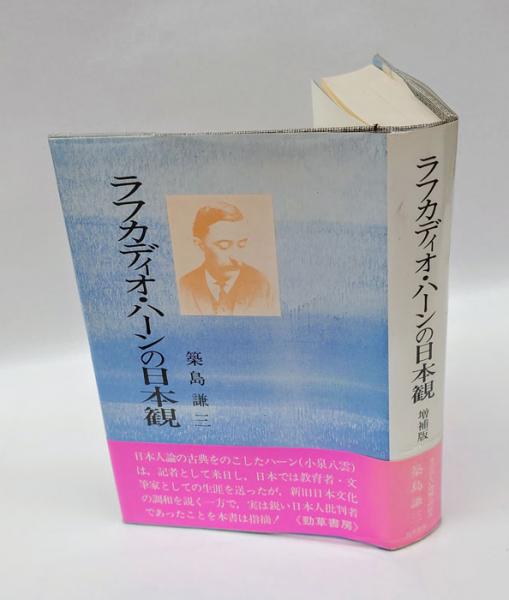 ラフカディオ・ハーンの日本観
築島謙三
日本人論の古典をのこしたハーン(小泉八雲)
は,記者として来日し,日本では教育者・文
筆家としての生涯を送ったが,新旧日本文化
の調和を説く一方で,実は鋭い日本人批判者
であったことを本書は指摘! 《勁草書房》
ラフカディオ・ハーンの日本観
増補版
築島謙三